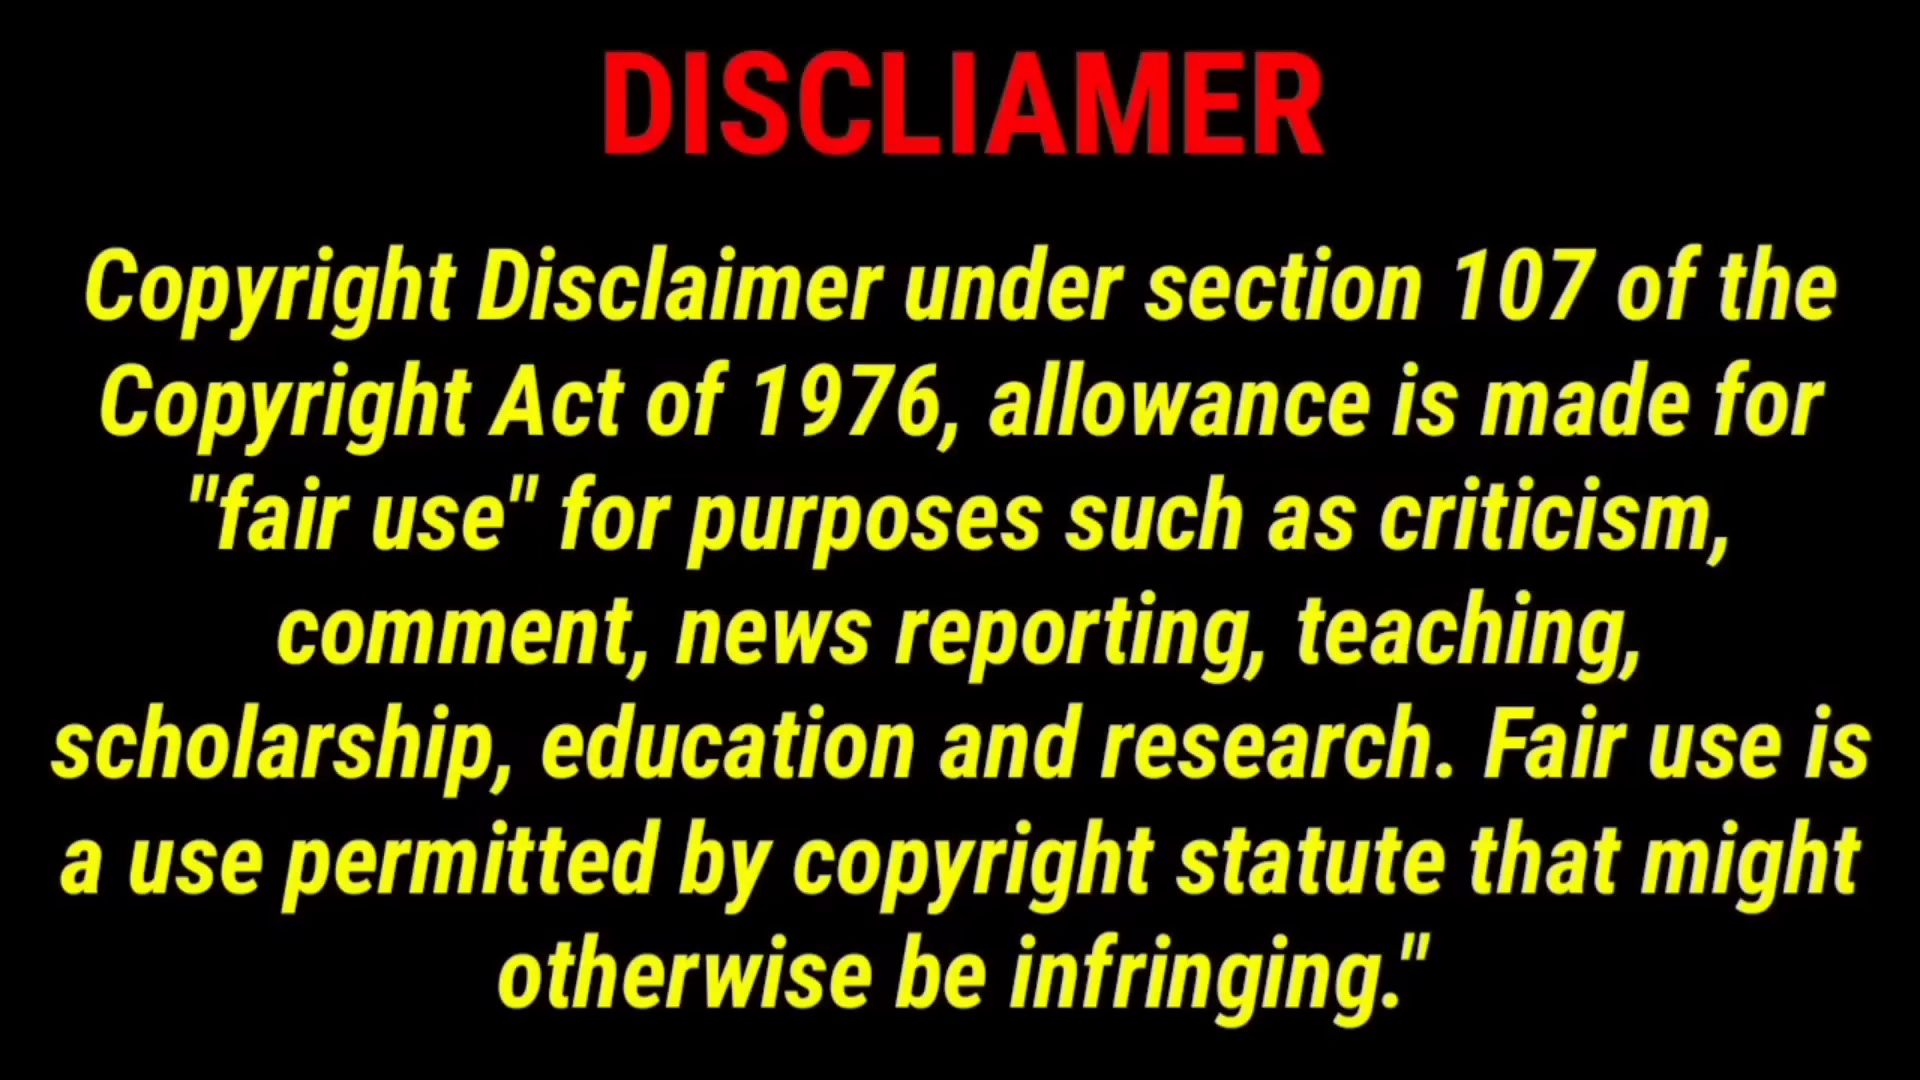 DISCLIAMER
Copyright Disclaimer under section 107 of the
Copyright Act of 1976, allowance is made for
"fair use" for purposes such as criticism,
comment, news reporting, teaching,
scholarship, education and research. Fair use is
a use permitted by copyright statute that might
otherwise be infringing."